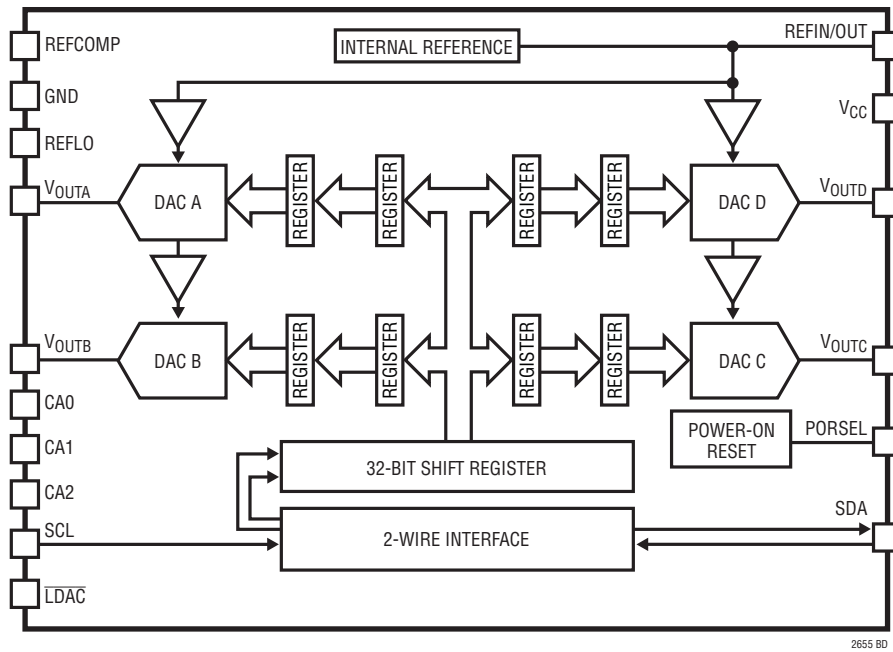 REFCOMP
INTERNAL REFERENCE
REFIN/OUT
GND
VCC
REFLO
VOUTA
DAC A
REGISTER
REGISTER
REGISTER
REGISTER
DAC D
VOUTD
VOUTB
DAC B
REGISTER
REGISTER
REGISTER
REGISTER
DAC C
VOUTC
CA0
CA1
POWER-ON
RESET
PORSEL
32-BIT SHIFT REGISTER
CA2
SCL
2-WIRE INTERFACE
SDA
LDAC
2655 BD